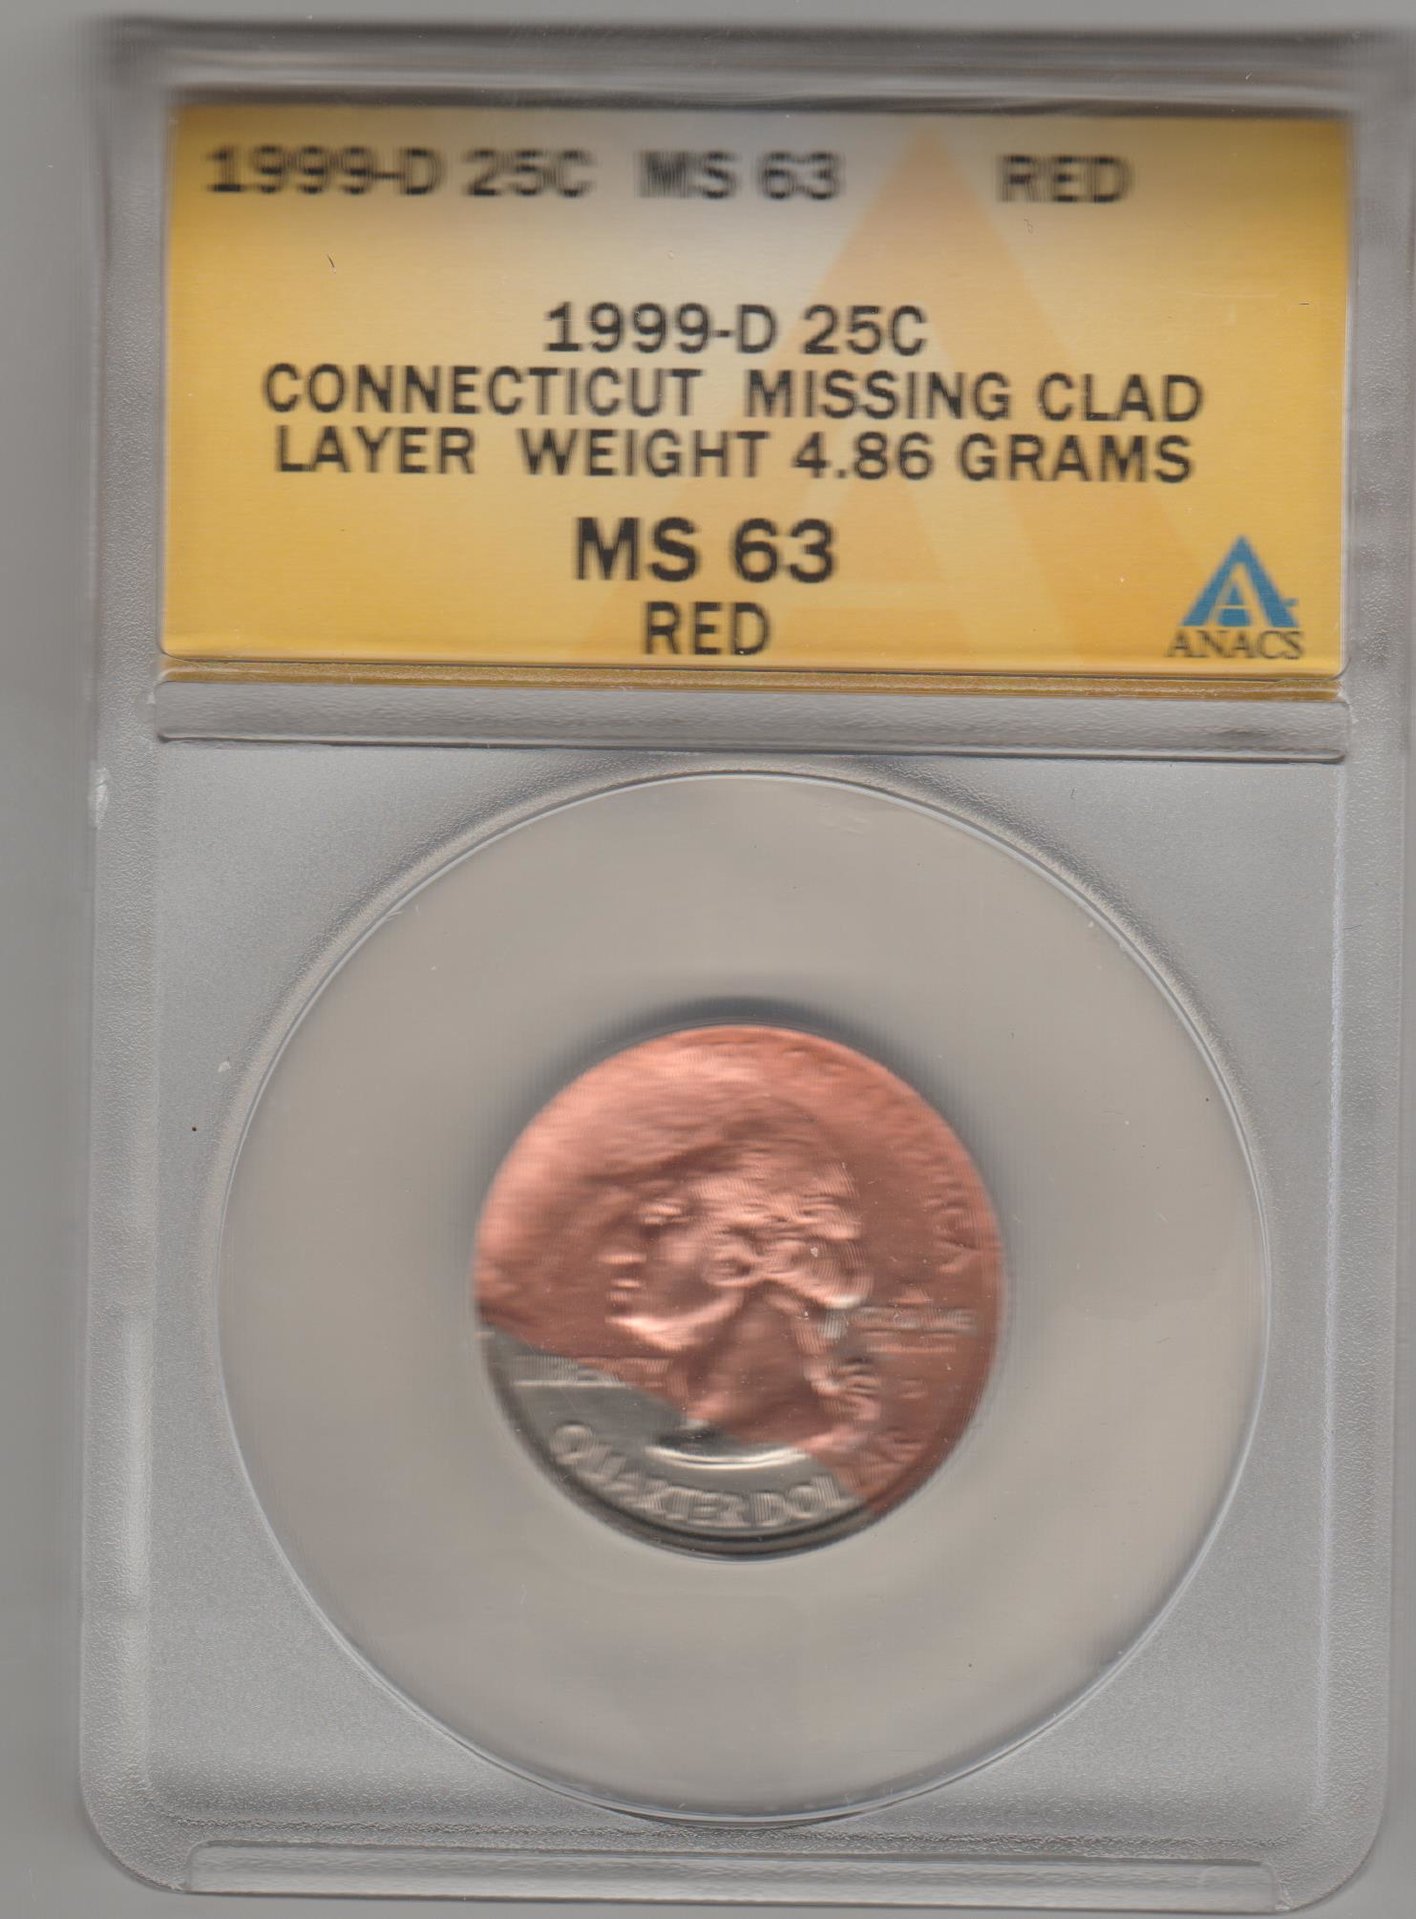 1999-D 25C MS 63 RED
1999-D 25C
CONNECTICUT MISSING CLAD
LAYER WEIGHT 4.86 GRAMS
MS 63
RED
ANACS
QUARTER DOL